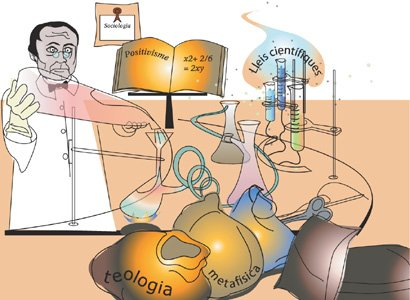 Sociologia
Positivisme
x2+ 2/6
= 2xy
Lleis científiques
teologia
metafísica